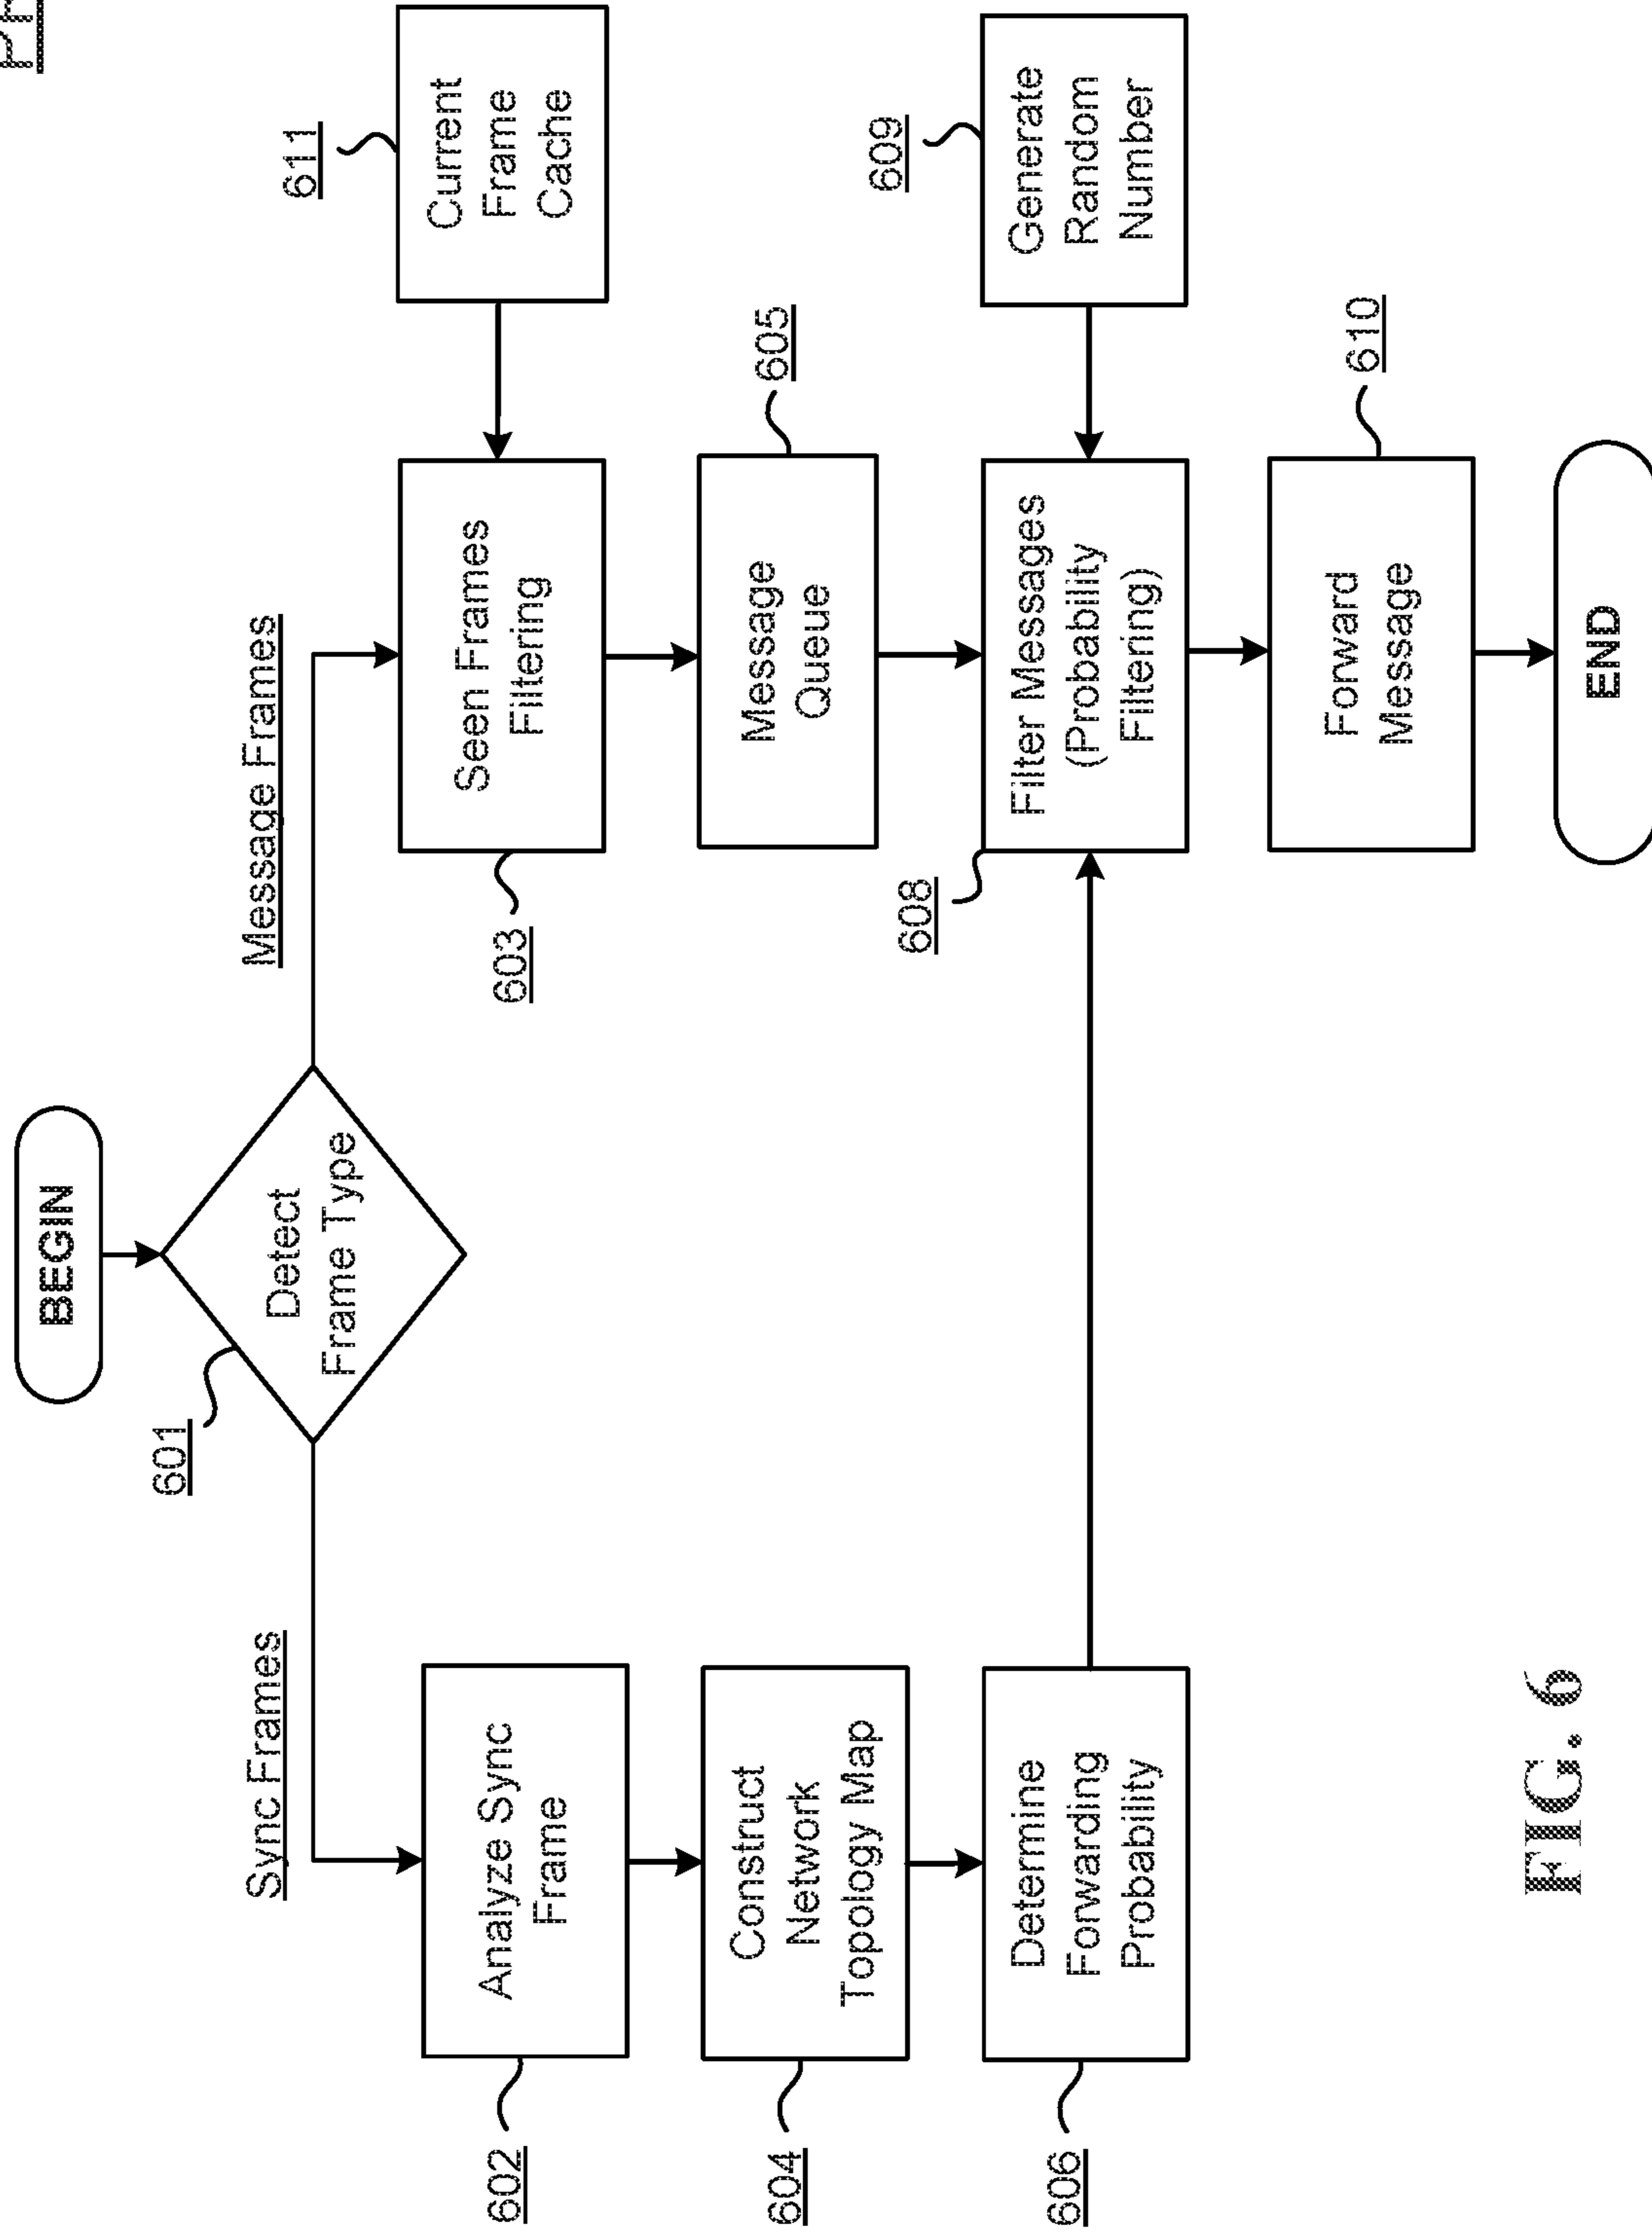 BEGIN
601
Detect
Frame Type
Sync Frames
Message Frames
602
Analyze Sync
Frame
603
Seen Frames
Filtering
611
Current
Frame
Cache
604
Construct
Network
Topology Map
605
Message
Queue
606
Determine
Forwarding
Probability
608
Filter Messages
(Probability
Filtering)
609
Generate
Random
Number
610
Forward
Message
END
FIG. 6